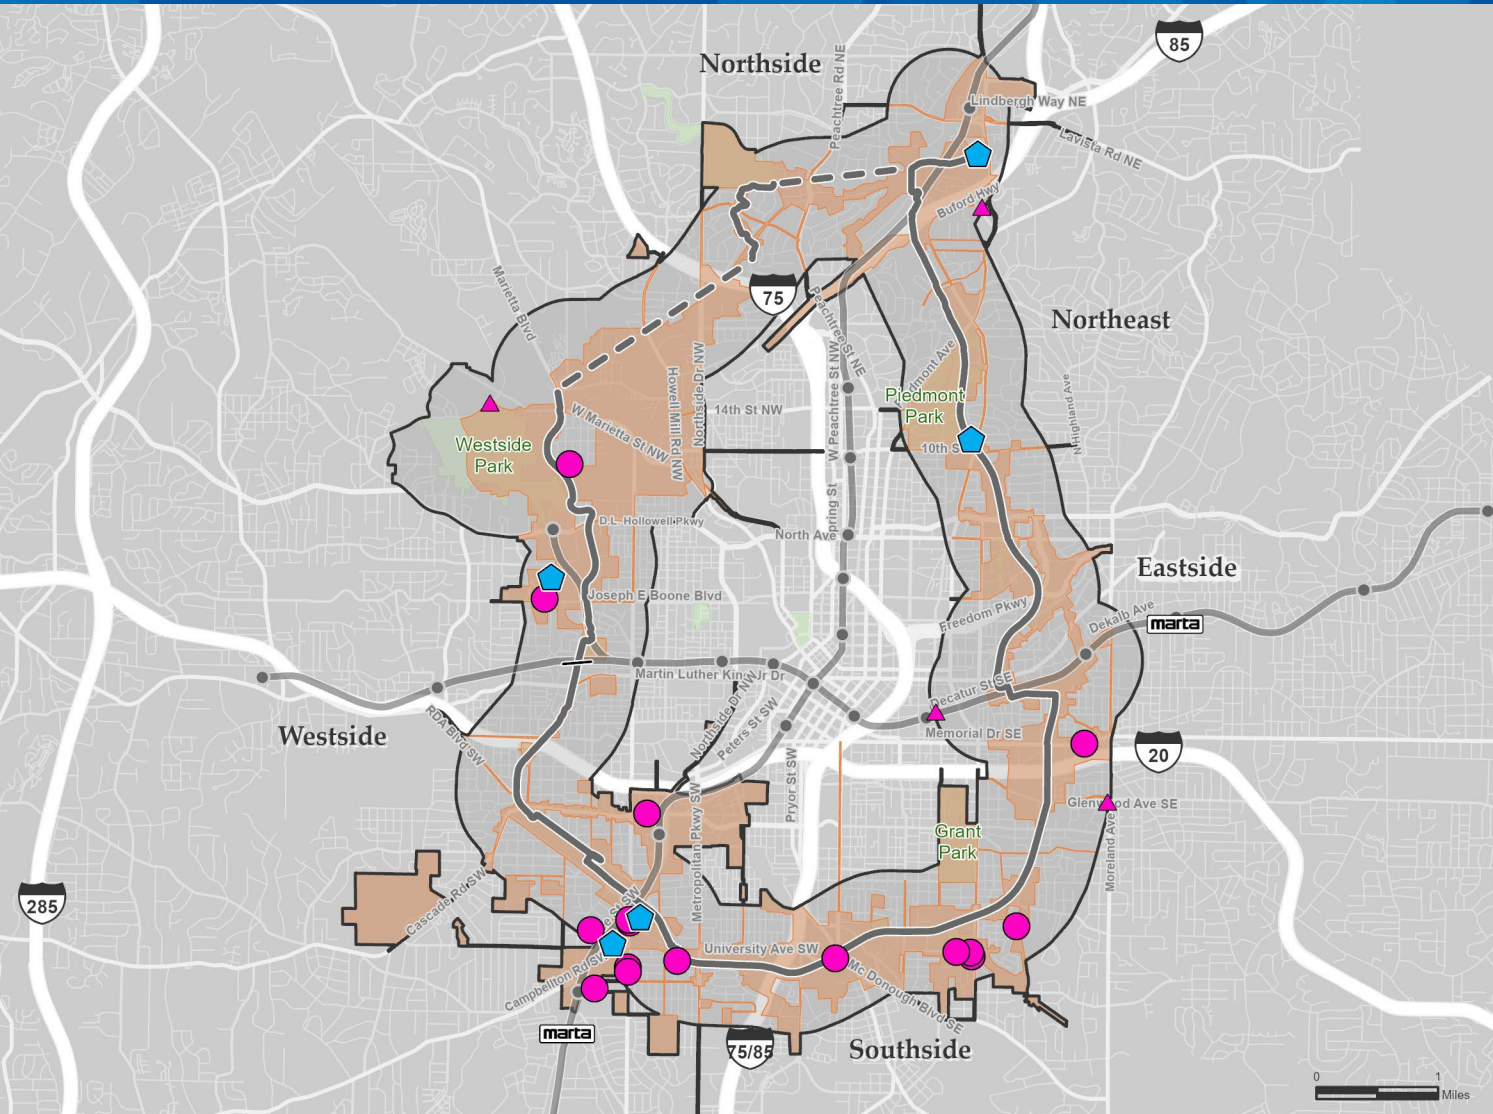 85
Northside
Peachtree Rd NE
Lindbergh Way NE
Lavista Rd NE
Buford Hwy
Marietta Blvd
75
Peachtree St NE
Northeast
W Peachtree St NW
Northside Dr NW
Howell Mill Rd NW
Piedmont Ave
Highland Ave
Piedmont
Park
14th St NW
W Marietta St NW
Westside
Park
10th S
Spring St
D.L. Hollowell Pkwy
North Ave
Eastside
Joseph E Boone Blvd
Freedom Pkwy
Dekalb Ave
marta
Martin Luther King Jr Dr
Decatur St SE
Northside Dr NW
Peters St SW
RDA Blvd SW
Westside
Memorial Dr SE
20
Pryor St SW
Metropolitan Pkwy SW
Glenwood Ave SE
Grant
Park
Moreland Ave
285
Cascade Rd SW
e St SW
University Ave SW
Campbellton Rd SW
Mc Donough Blvd SE
marta
75/85
Southside
0 1
Miles